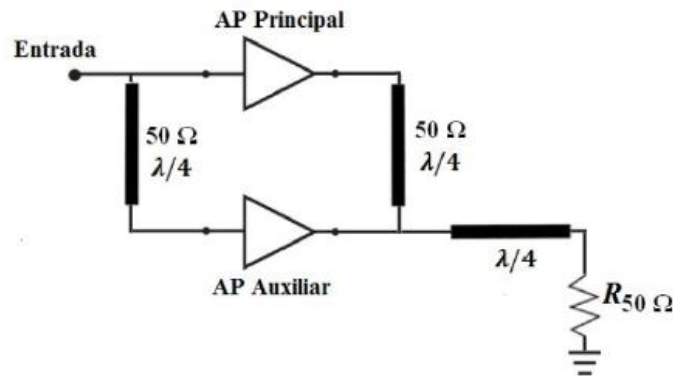 AP Principal
Entrada
50 Ω
λ/4
50 Ω
λ/4
AP Auxiliar
λ/4
R50 Ω